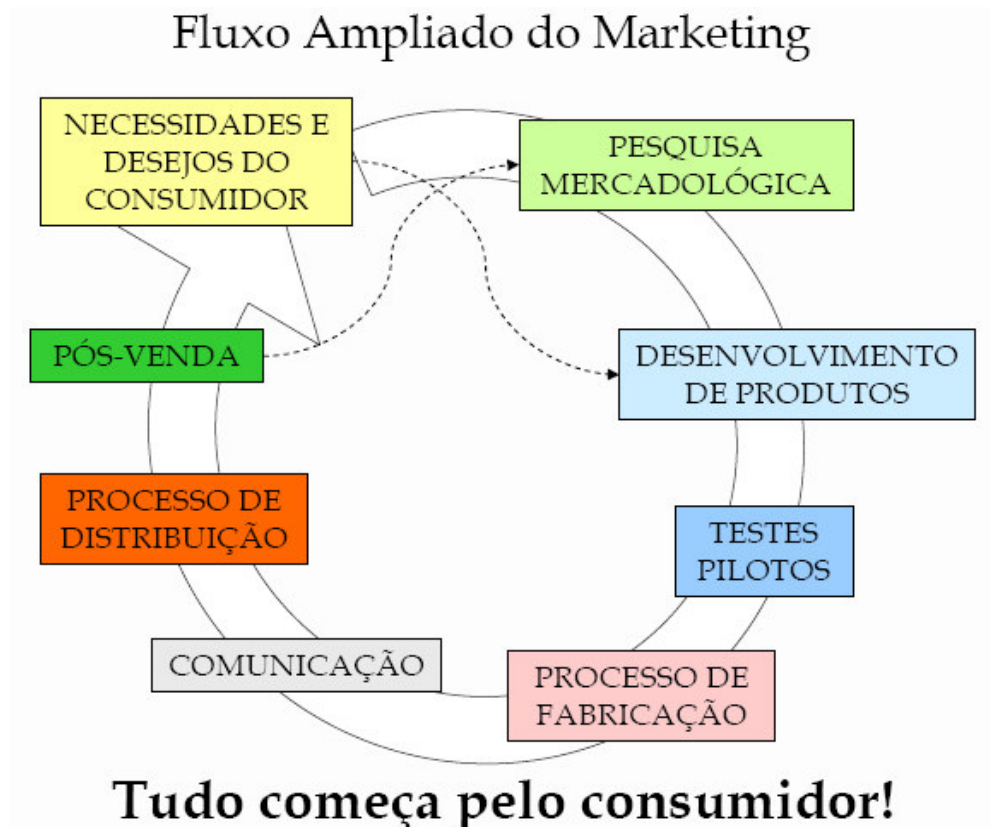 Fluxo Ampliado do Marketing
NECESSIDADES E
DESEJOS DO
CONSUMIDOR
PESQUISA
MERCADOLÓGICA
DESENVOLVIMENTO
DE PRODUTOS
TESTES
PILOTOS
PROCESSO DE
FABRICAÇÃO
COMUNICAÇÃO
PROCESSO DE
DISTRIBUIÇÃO
PÓS-VENDA
Tudo começa pelo consumidor!